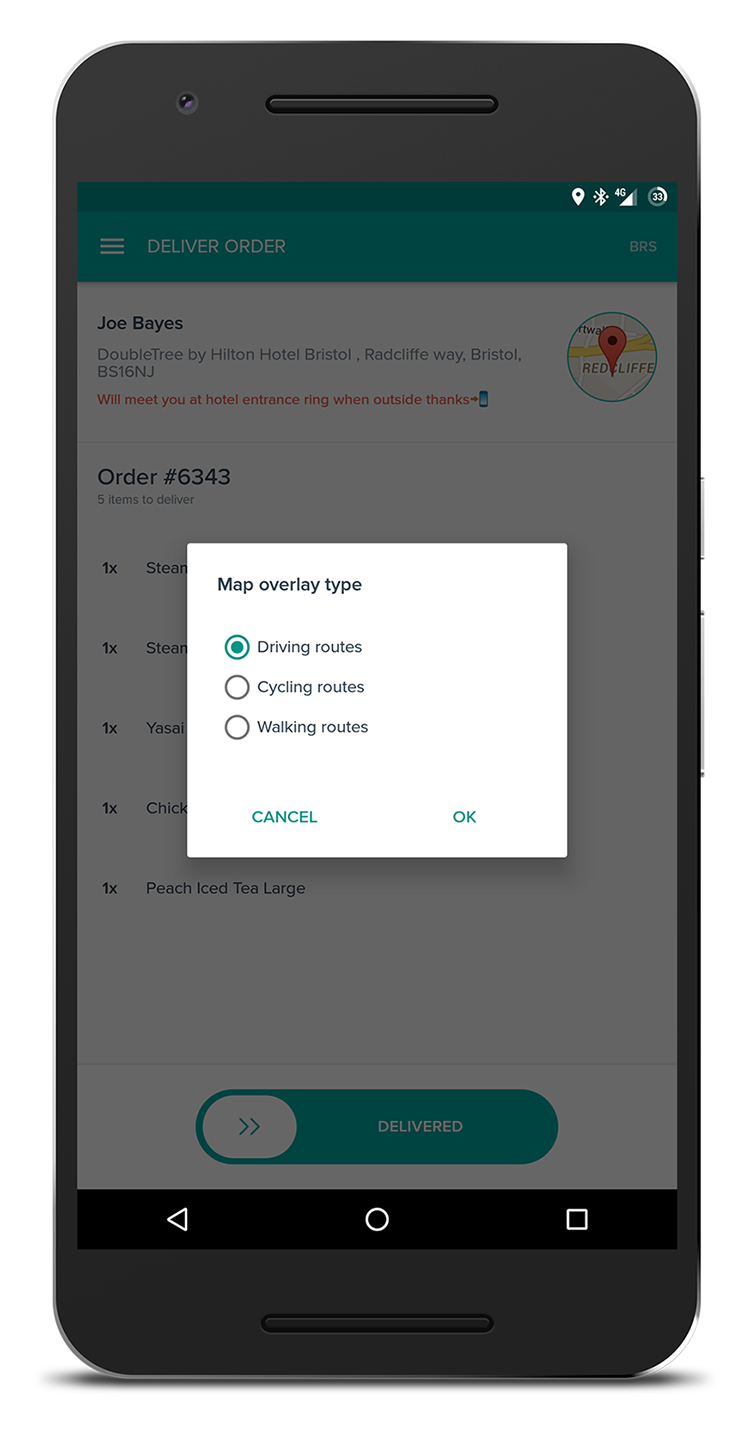 4G
33
DELIVER ORDER
BRS
Joe Bayes
DoubleTree by Hilton Hotel Bristol , Radcliffe way, Bristol,
BS16NJ
Will meet you at hotel entrance ring when outside thanks
rtwa
REDCLIFFE
Order #6343
5 items to deliver
1x Steam
1x Steam
1x Yasai
1x Chick
1x Peach Iced Tea Large
Map overlay type
Driving routes
Cycling routes
Walking routes
CANCEL
OK
DELIVERED